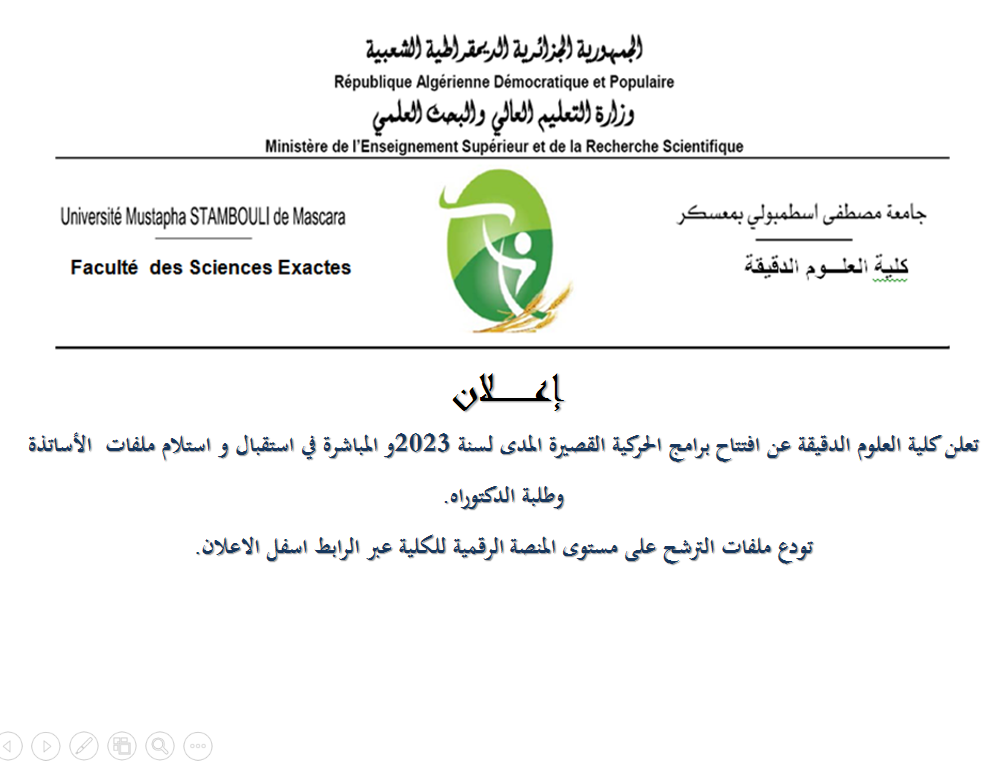 الجمهورية الجزائرية الديمقراطية الشعبية
République Algérienne Démocratique et Populaire
وزارة التعليم العالي والبحث العلمي
Ministère de l'Enseignement Supérieur et de la Recherche Scientifique
Université Mustapha STAMBOULI de Mascara
Faculté des Sciences Exactes
جامعة مصطفى اسطمبولي بمعسكر
كلية العلـــوم الدقيقة
إعـــــلان
تعلن كلية العلوم الدقيقة عن افتتاح برامج الحركية القصيرة المدى لسنة 2023و المباشرة في استقبال و استلام ملفات الأساتذة
وطلبة الدكتوراه.
تودع ملفات الترشح على مستوى المنصة الرقمية للكلية عبر الرابط اسفل الاعلان.